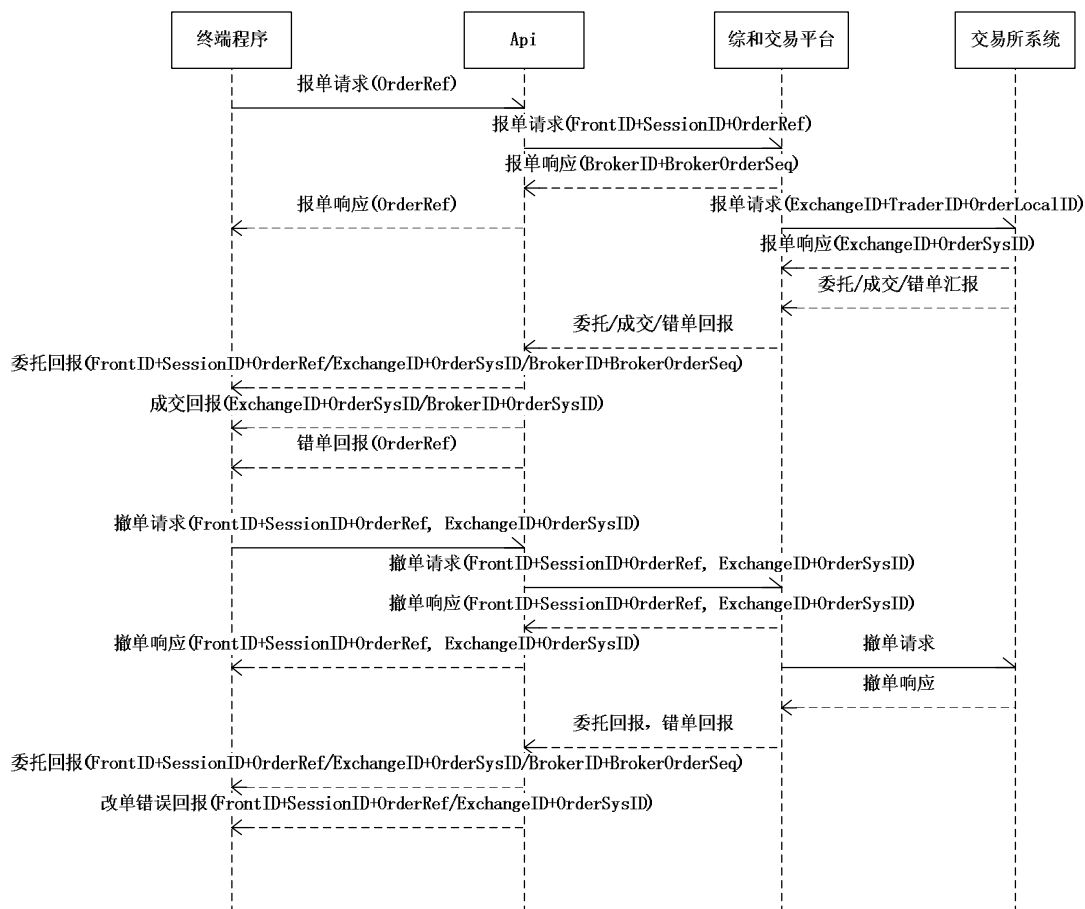 终端程序
Api
综和交易平台
交易所系统
报单请求(OrderRef)
报单请求(FrontID+SessionID+OrderRef)
报单响应(BrokerID+BrokerOrderSeq)
报单响应(OrderRef)
报单请求(ExchangeID+TraderID+OrderLocalID)
报单响应(ExchangeID+OrderSysID)
委托/成交/错单汇报
委托/成交/错单回报
委托回报(FrontID+SessionID+OrderRef/ExchangeID+OrderSysID/BrokerID+BrokerOrderSeq)
成交回报(ExchangeID+OrderSysID/BrokerID+OrderSysID)
错单回报(OrderRef)
撤单请求(FrontID+SessionID+OrderRef, ExchangeID+OrderSysID)
撤单请求(FrontID+SessionID+OrderRef, ExchangeID+OrderSysID)
撤单响应(FrontID+SessionID+OrderRef, ExchangeID+OrderSysID)
撤单响应(FrontID+SessionID+OrderRef, ExchangeID+OrderSysID)
撤单请求
撤单响应
委托回报，错单回报
委托回报(FrontID+SessionID+OrderRef/ExchangeID+OrderSysID/BrokerID+BrokerOrderSeq)
改单错误回报(FrontID+SessionID+OrderRef/ExchangeID+OrderSysID)